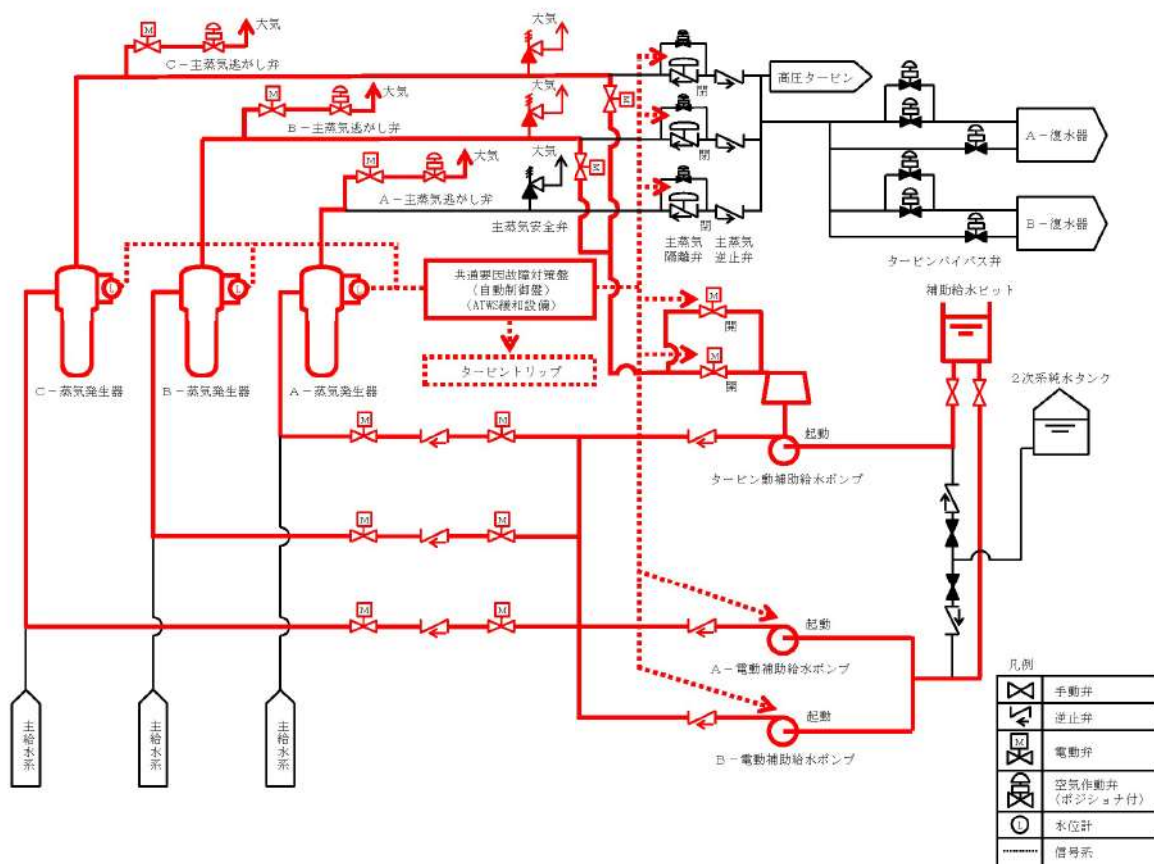 大気
C-主蒸気逃がし弁
大気
B-主蒸気逃がし弁
大気
A-主蒸気逃がし弁
大気
大気
大気
主蒸気安全弁
閉
閉
閉
主蒸気
隔離弁
主蒸気
逆止弁
高圧タービン
A-復水器
B-復水器
タービンバイパス弁
C-蒸気発生器
B-蒸気発生器
A-蒸気発生器
共通要因故障対策盤
(自動制御盤)
(ATWS緩和設備)
タービントリップ
M
開
M
開
補助給水ピット
2次系純水タンク
起動
タービン動補助給水ポンプ
起動
A-電動補助給水ポンプ
起動
B-電動補助給水ポンプ
主給水系
主給水系
主給水系
凡例
手動弁
逆止弁
M
電動弁
空気作動弁
(ポジショナ付)
L
水位計
信号系